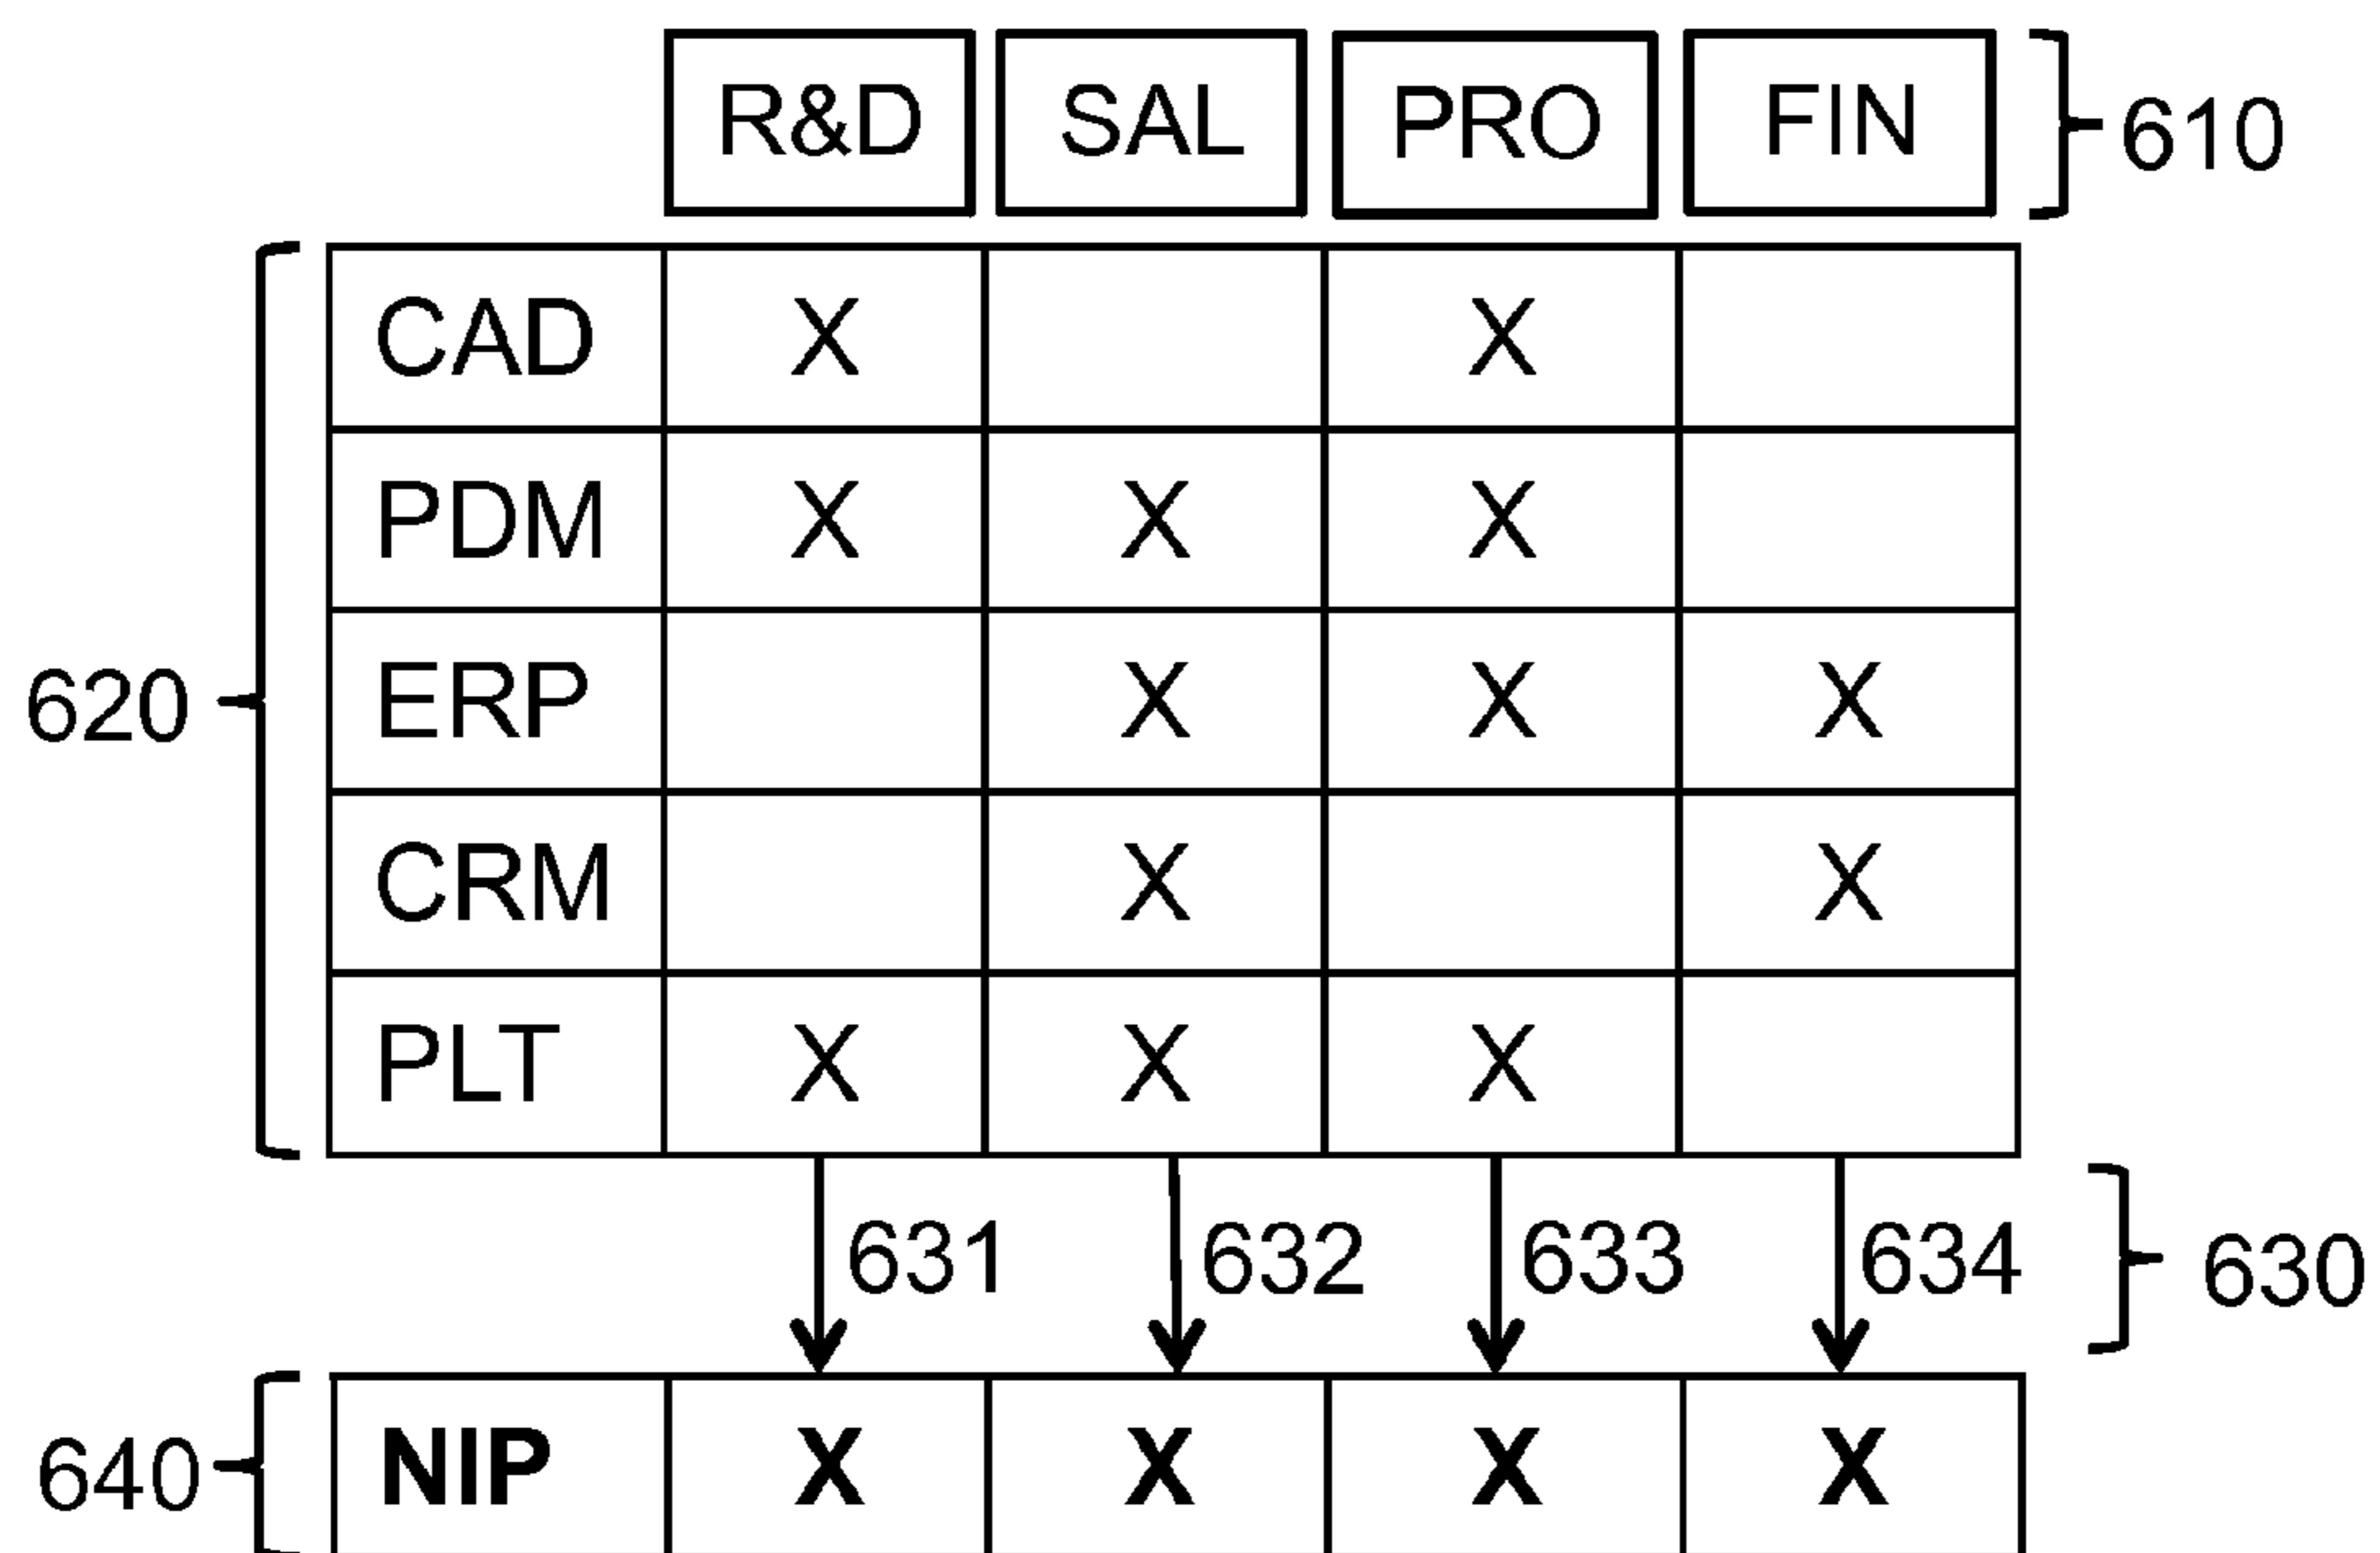 R&D SAL PRO FIN 610
CAD X X
PDM X X X
620 ERP X X X
CRM X X
PLT X X X
631 632 633 634 630
640 NIP X X X X